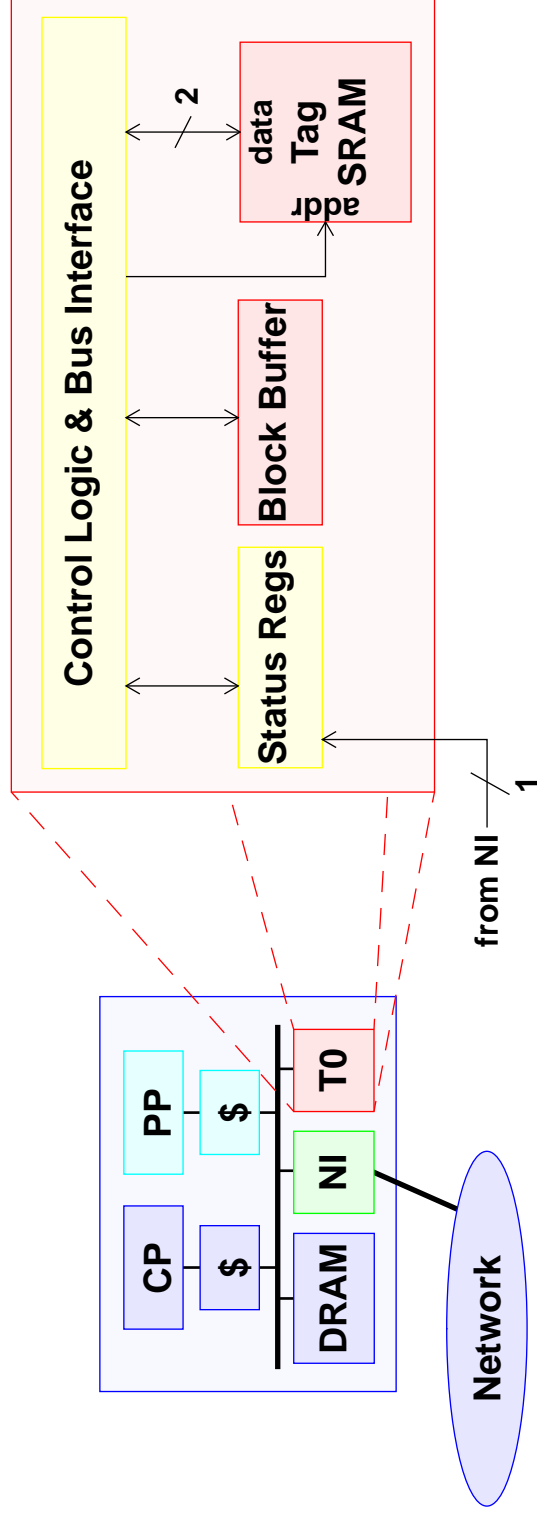 CP
PP
$
$
DRAM
NI
T0
Network
Control Logic & Bus Interface
2
Status Regs
Block Buffer
data
addr
Tag
SRAM
from NI
1